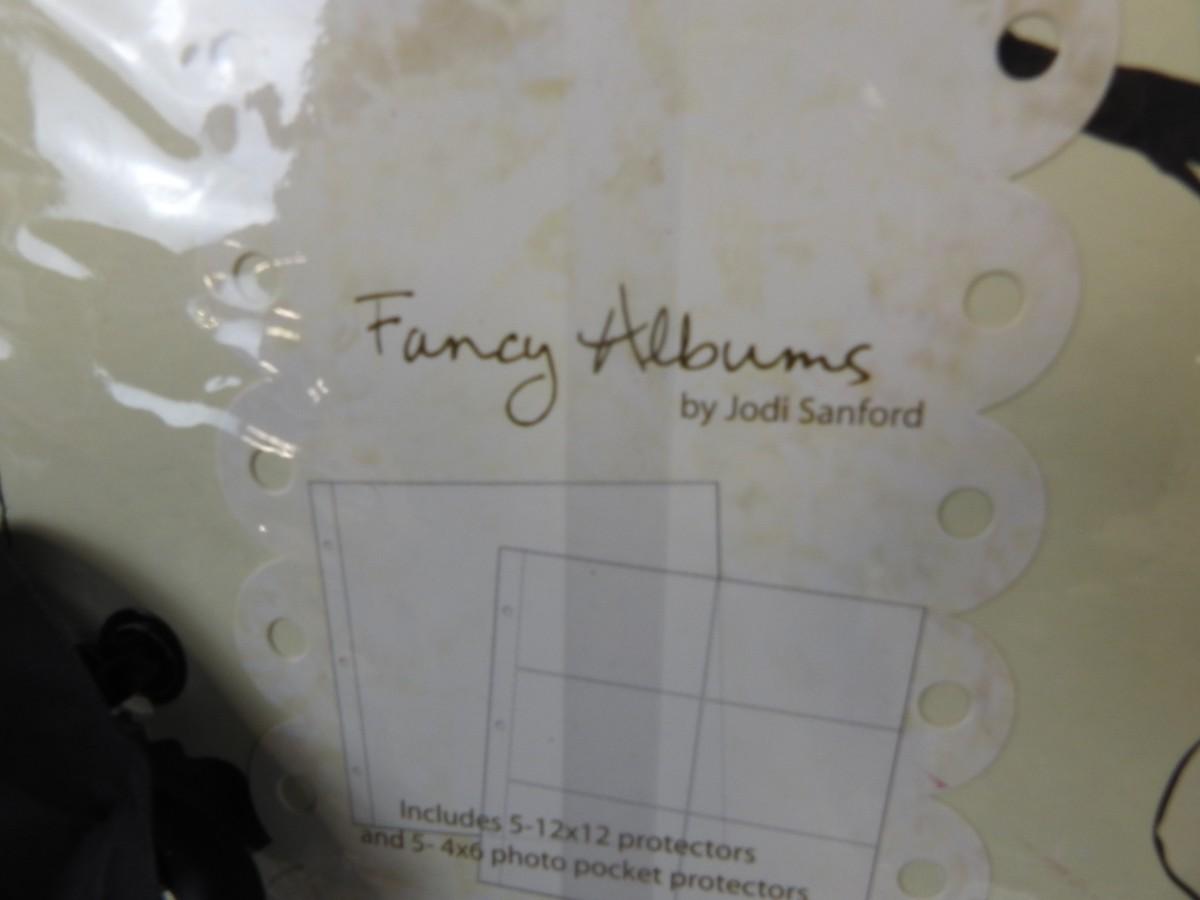 Fancy Albums
by Jodi Sanford
Includes 5-12x12 protectors
and 5- 4x6 photo pocket protectors